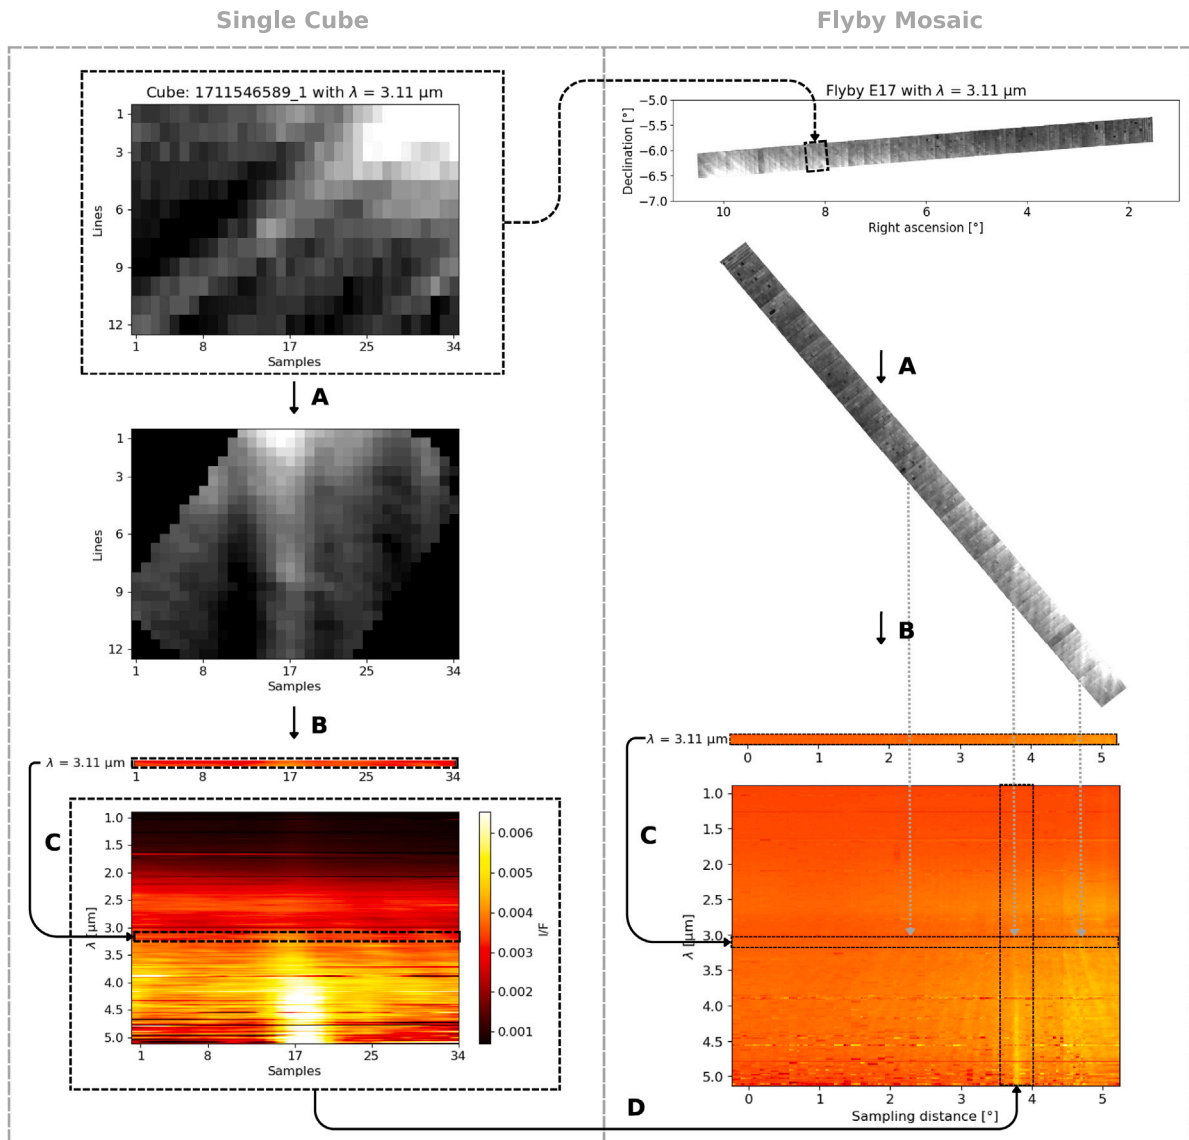 Single Cube
Flyby Mosaic
Cube: 1711546589_1 with λ = 3.11 μm
1
3
6
9
12
Lines
1 8 17 25 34
Samples
Flyby E17 with λ = 3.11 μm
−5.0
−5.5
−6.0
−6.5
−7.0
Declination [°]
10 8 6 4 2
Right ascension [°]
A
A
1
3
6
9
12
Lines
1 8 17 25 34
Samples
B
B
λ = 3.11 μm
1 8 17 25 34
λ = 3.11 μm
0 1 2 3 4 5
C
1.0
1.5
2.0
2.5
3.0
3.5
4.0
4.5
5.0
λ [μm]
1 8 17 25 34
Samples
0.006
0.005
0.004
0.003
0.002
0.001
I/F
C
1.0
1.5
2.0
2.5
3.0
3.5
4.0
4.5
5.0
λ [μm]
0 1 2 3 4 5
Sampling distance [°]
D